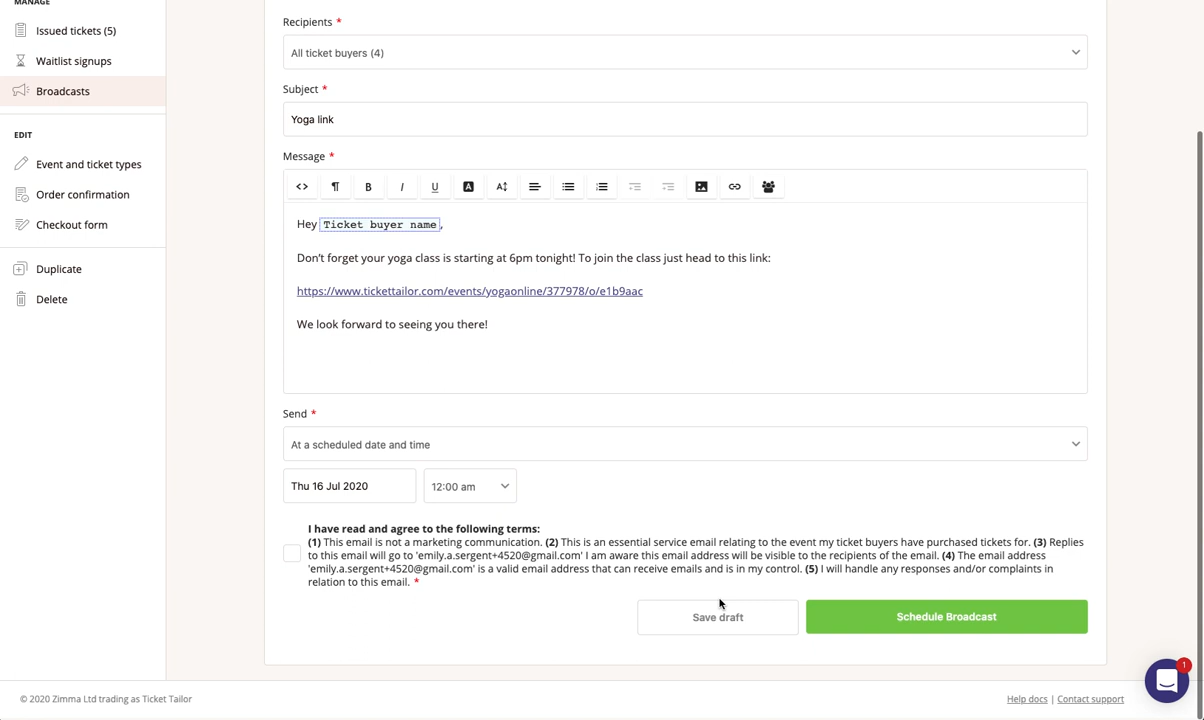 MANAGE
Issued tickets (5)
Waitlist signups
Broadcasts
EDIT
Event and ticket types
Order confirmation
Checkout form
Duplicate
Delete
Recipients *
All ticket buyers (4)
Subject *
Yoga link
Message *
Hey Ticket buyer name,
Don't forget your yoga class is starting at 6pm tonight! To join the class just head to this link:
https://www.tickettailor.com/events/yogaonline/377978/o/e1b9aac
We look forward to seeing you there!
Send *
At a scheduled date and time
Thu 16 Jul 2020
12:00 am
I have read and agree to the following terms:
(1) This email is not a marketing communication. (2) This is an essential service email relating to the event my ticket buyers have purchased tickets for. (3) Replies
to this email will go to 'emily.a.sergent+4520@gmail.com' I am aware this email address will be visible to the recipients of the email. (4) The email address
'emily.a.sergent+4520@gmail.com' is a valid email address that can receive emails and is in my control. (5) I will handle any responses and/or complaints in
relation to this email. *
Save draft
Schedule Broadcast
1
© 2020 Zimma Ltd trading as Ticket Tailor
Help docs | Contact support